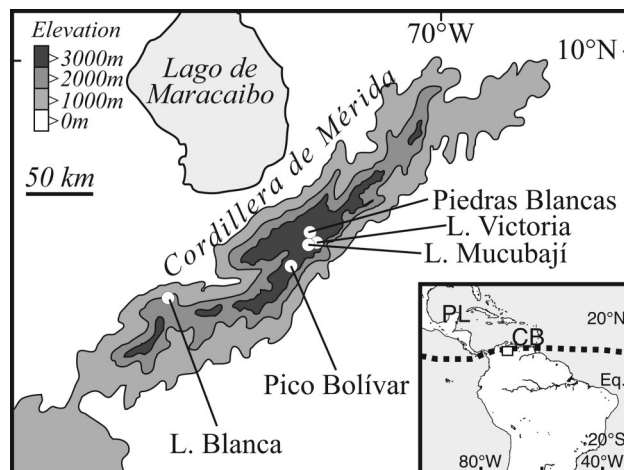 Elevation
>3000m
>2000m
>1000m
>0m
50 km
Lago de
Maracaibo
70°W
10°N
Cordillera de Mérida
Piedras Blancas
L. Victoria
L. Mucubají
Pico Bolívar
L. Blanca
PL
CB
20°N
Eq.
20°S
80°W
40°W